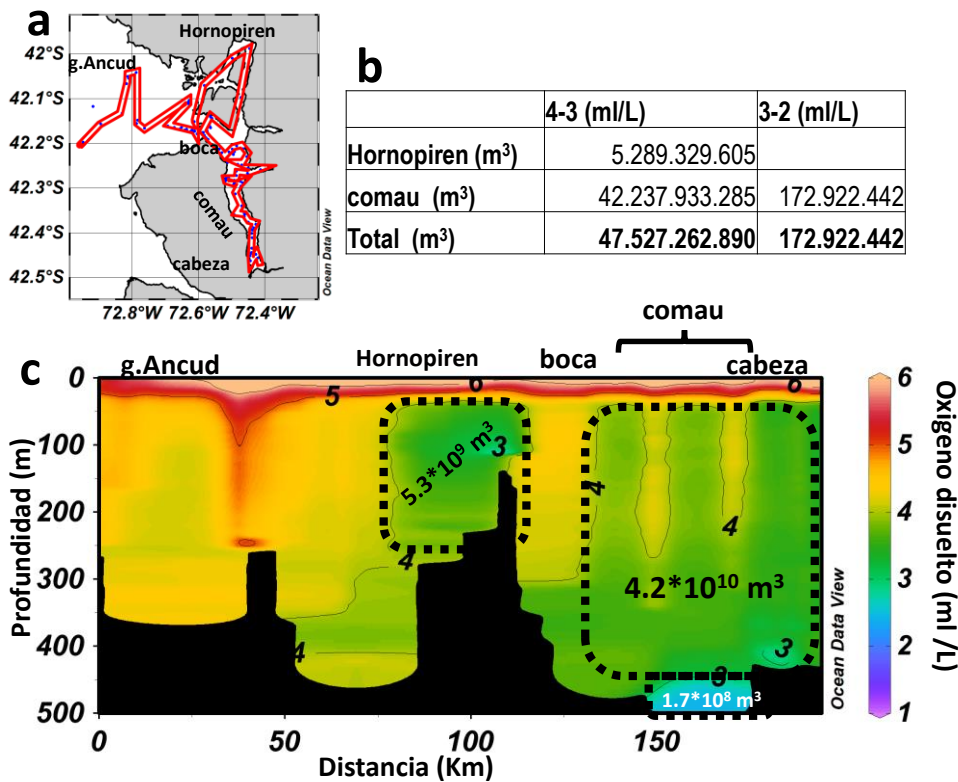 a
Hornopiren
g.Ancud
boca
comau
cabeza
42°S
42.1°S
42.2°S
42.3°S
42.4°S
42.5°S
72.8°W 72.6°W 72.4°W
Ocean Data View
b
4-3 (ml/L) 3-2 (ml/L)
Hornopiren (m³) 5.289.329.605
comau (m³) 42.237.933.285 172.922.442
Total (m³) 47.527.262.890 172.922.442
comau
c
g.Ancud Hornopiren boca cabeza
Profundidad (m)
0
100
200
300
400
500
5 6 6
3
5.3*10⁹ m³
4
4
4
4
4.2*10¹⁰ m³
4
3
3
1.7*10⁸ m³
0 50 100 150
Distancia (Km)
Ocean Data View
6
5
4
3
2
1
Oxigeno disuelto (ml /L)